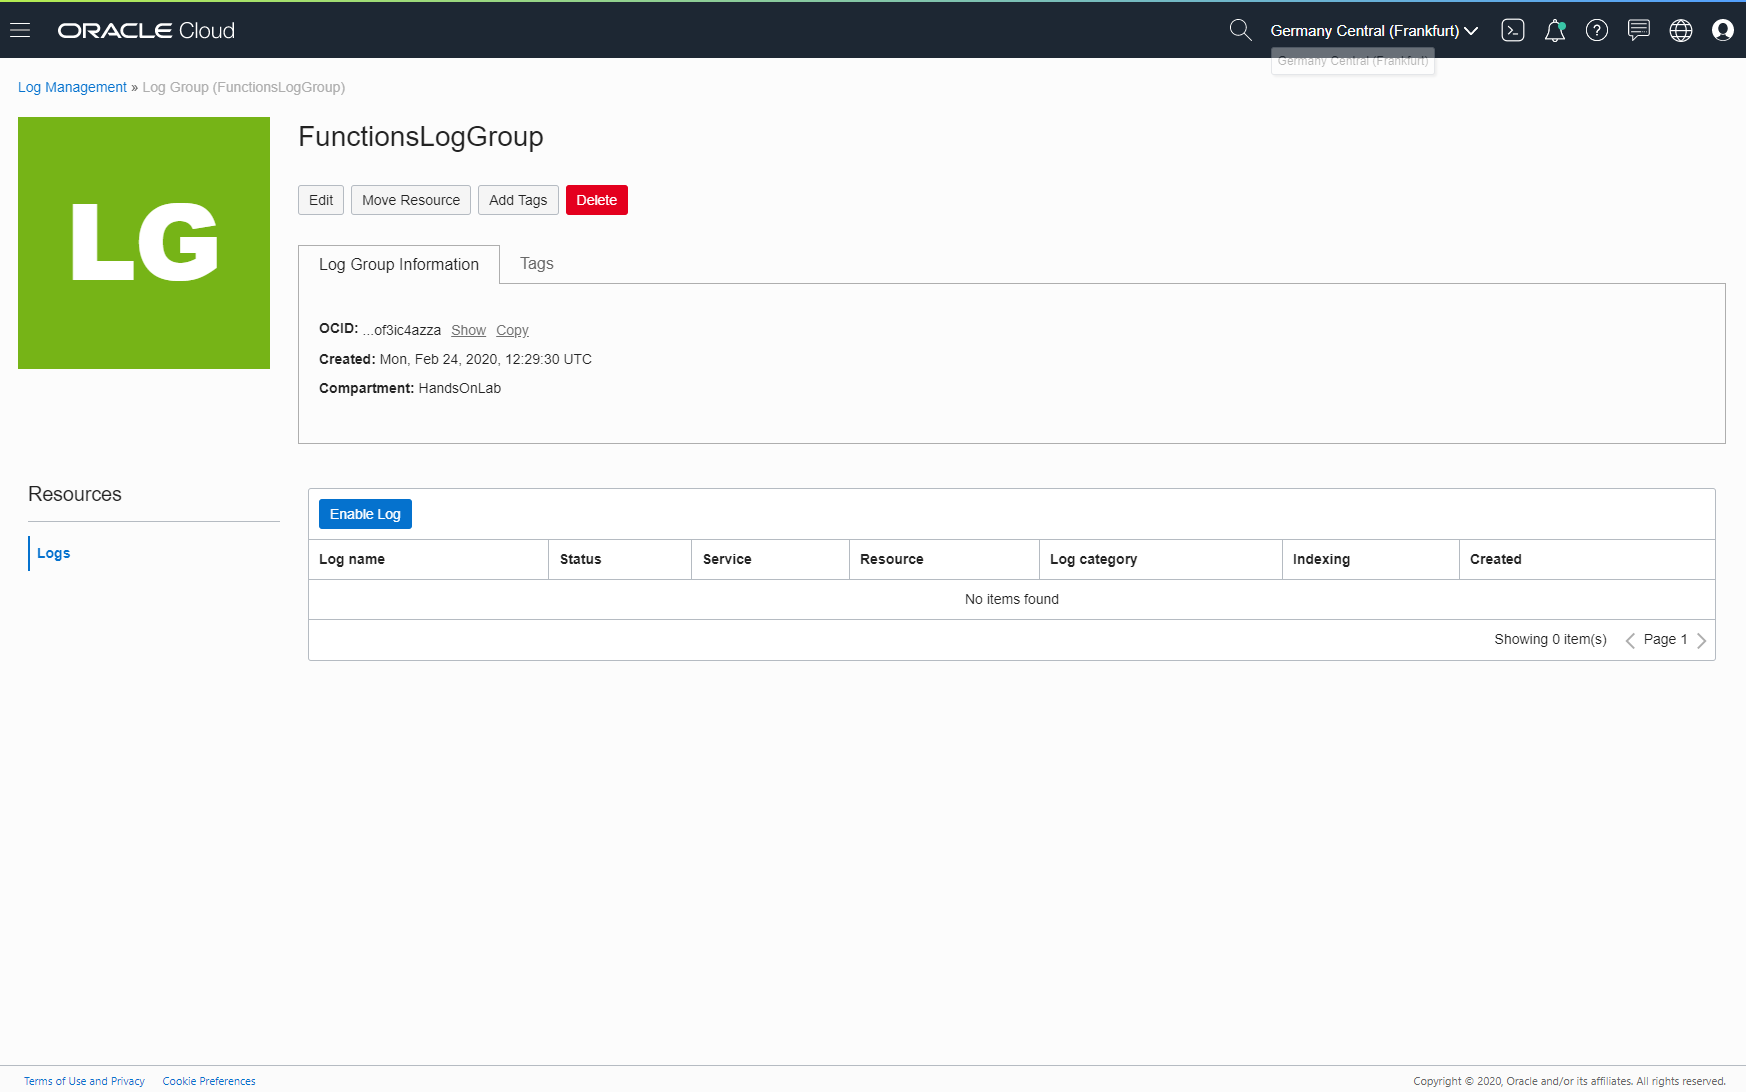 ORACLE Cloud
Germany Central (Frankfurt)
Germany Central (Frankfurt)
Log Management » Log Group (FunctionsLogGroup)
LG
FunctionsLogGroup
Edit Move Resource Add Tags Delete
Log Group Information Tags
OCID: ...of3ic4azza Show Copy
Created: Mon, Feb 24, 2020, 12:29:30 UTC
Compartment: HandsOnLab
Resources
Logs
Enable Log
Log name Status Service Resource Log category Indexing Created
No items found
Showing 0 item(s) Page 1
Terms of Use and Privacy Cookie Preferences
Copyright © 2020, Oracle and/or its affiliates. All rights reserved.